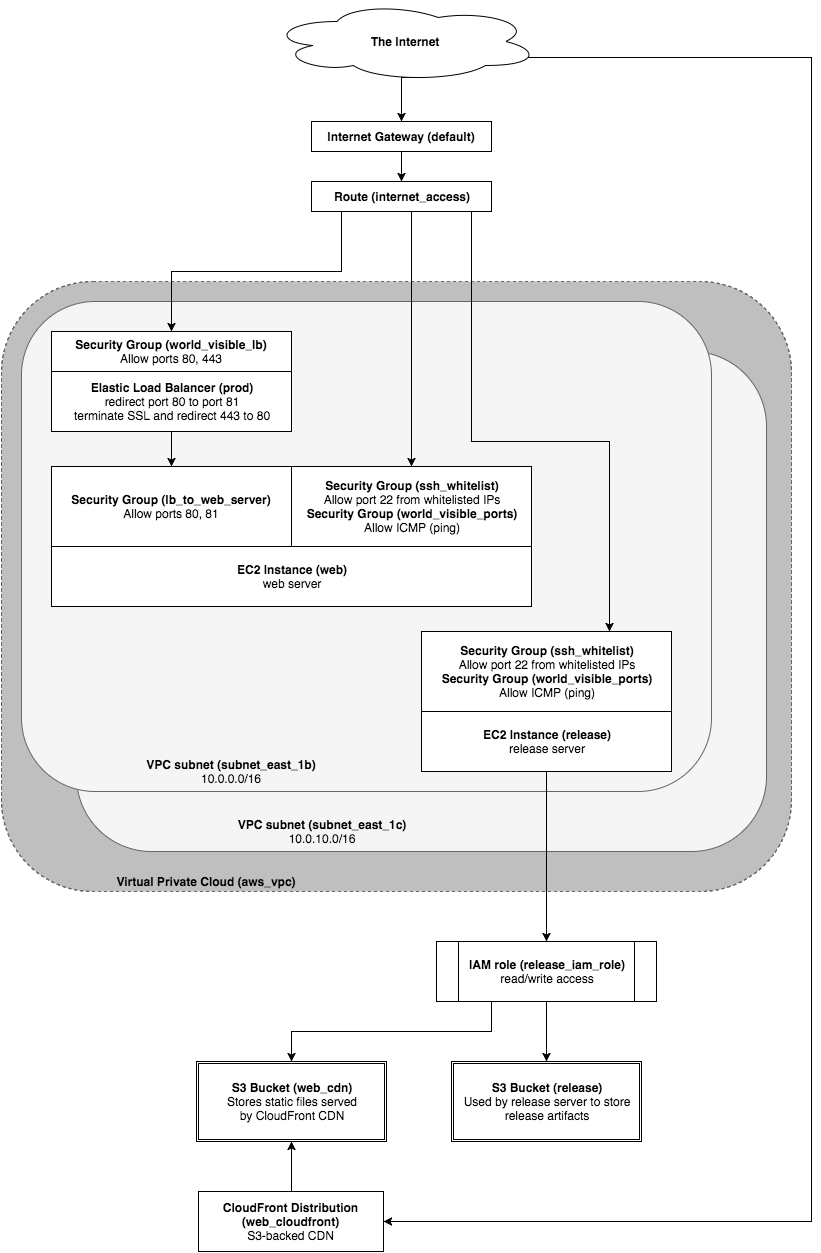 The Internet
Internet Gateway (default)
Route (internet_access)
Security Group (world_visible_lb)
Allow ports 80, 443
Elastic Load Balancer (prod)
redirect port 80 to port 81
terminate SSL and redirect 443 to 80
Security Group (lb_to_web_server)
Allow ports 80, 81
Security Group (ssh_whitelist)
Allow port 22 from whitelisted IPs
Security Group (world_visible_ports)
Allow ICMP (ping)
EC2 Instance (web)
web server
Security Group (ssh_whitelist)
Allow port 22 from whitelisted IPs
Security Group (world_visible_ports)
Allow ICMP (ping)
EC2 Instance (release)
release server
VPC subnet (subnet_east_1b)
10.0.0.0/16
VPC subnet (subnet_east_1c)
10.0.10.0/16
Virtual Private Cloud (aws_vpc)
IAM role (release_iam_role)
read/write access
S3 Bucket (web_cdn)
Stores static files served
by CloudFront CDN
S3 Bucket (release)
Used by release server to store
release artifacts
CloudFront Distribution
(web_cloudfront)
S3-backed CDN